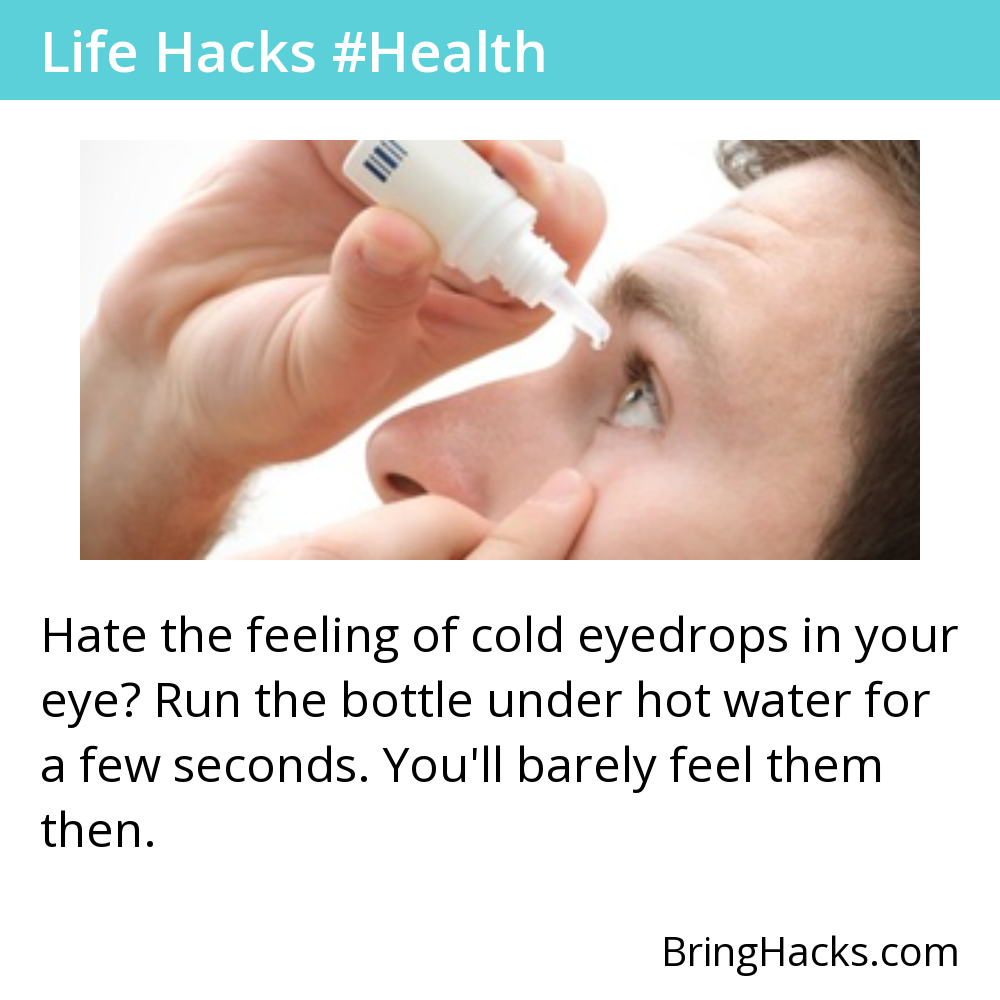 Life Hacks #Health
Hate the feeling of cold eyedrops in your
eye? Run the bottle under hot water for
a few seconds. You'll barely feel them
then.
BringHacks.com